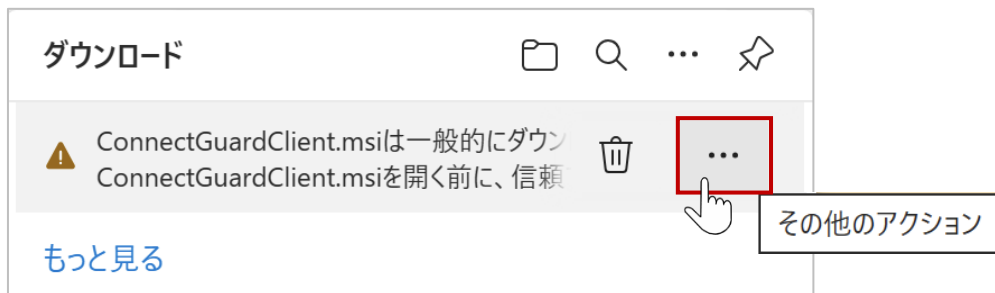 ダウンロード
ConnectGuardClient.msiは一般的にダウン
ConnectGuardClient.msiを開く前に、信頼
その他のアクション
もっと見る